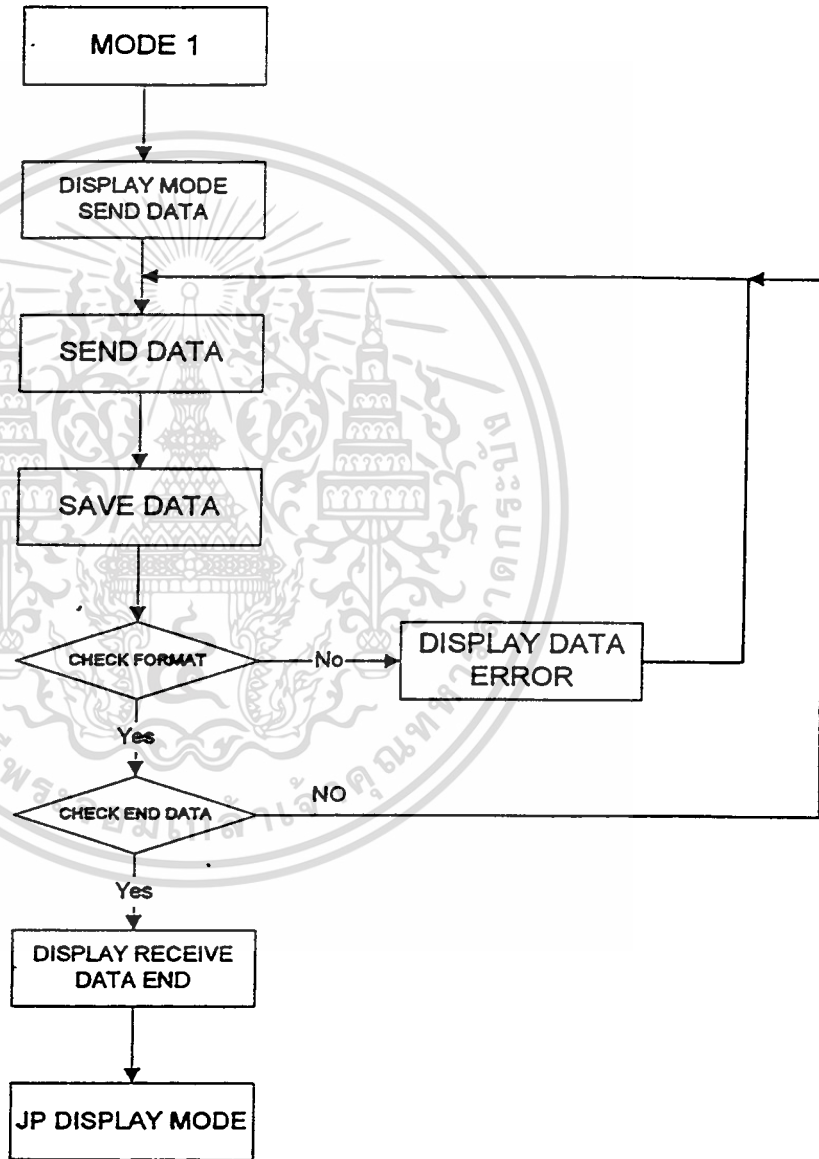 MODE 1
DISPLAY MODE
SEND DATA
SEND DATA
SAVE DATA
CHECK FORMAT
No
DISPLAY DATA
ERROR
Yes
CHECK END DATA
NO
Yes
DISPLAY RECEIVE
DATA END
JP DISPLAY MODE